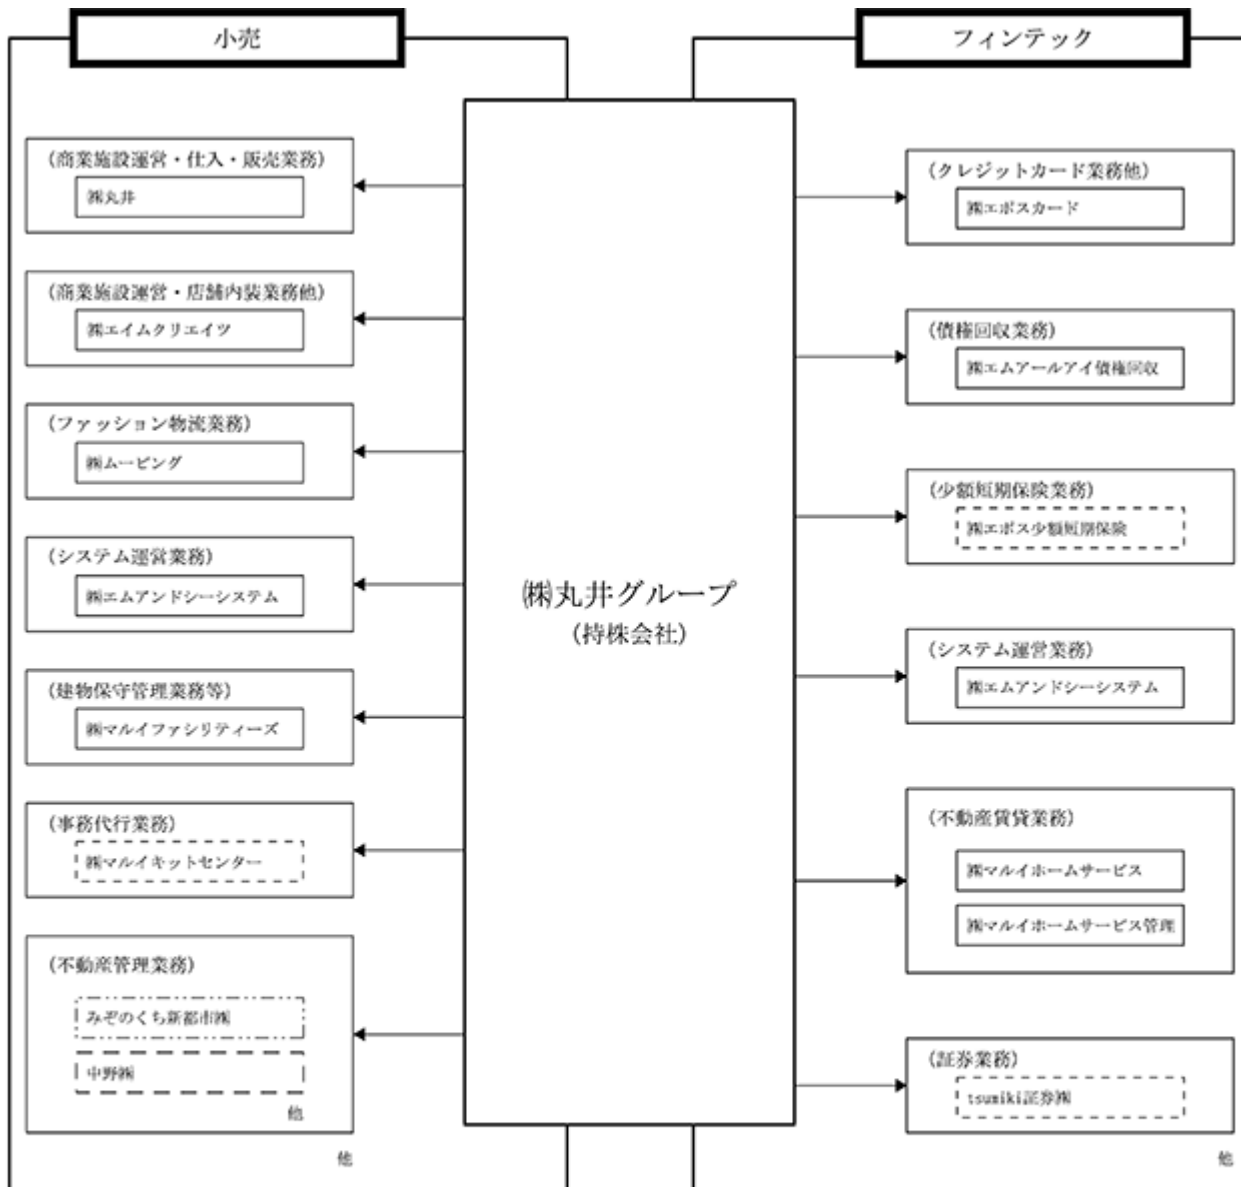 小売
(商業施設運営・仕入・販売業務)
㈱丸井
(商業施設運営・店舗内装業務他)
㈱エイムクリエイツ
(ファッション物流業務)
㈱ムービング
(システム運営業務)
㈱エムアンドシーシステム
(建物保守管理業務等)
㈱マルイファシリティーズ
(事務代行業務)
㈱マルイキットセンター
(不動産管理業務)
みぞのくち新都市㈱
中野㈱
他
他
㈱丸井グループ
(持株会社)
フィンテック
(クレジットカード業務他)
㈱エポスカード
(債権回収業務)
㈱エムアールアイ債権回収
(少額短期保険業務)
㈱エポス少額短期保険
(システム運営業務)
㈱エムアンドシーシステム
(不動産賃貸業務)
㈱マルイホームサービス
㈱マルイホームサービス管理
(証券業務)
tsumiki証券㈱
他